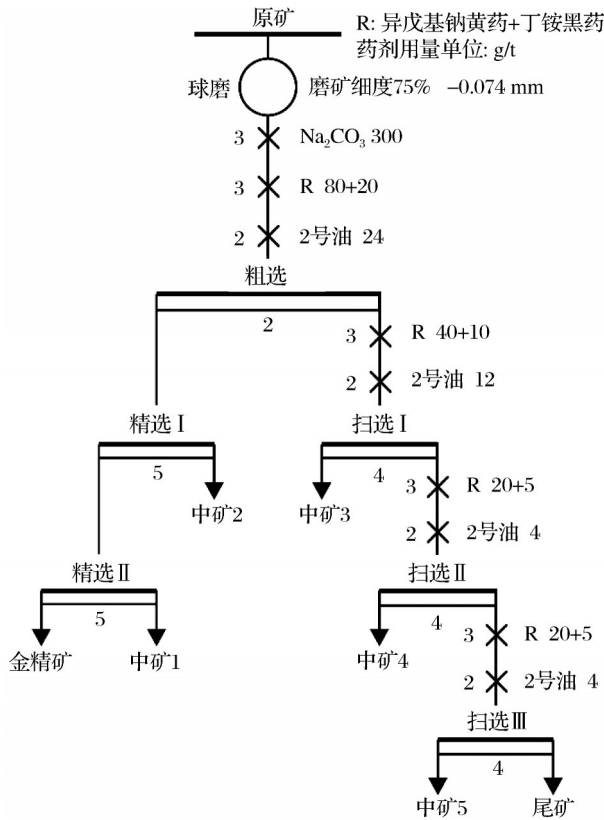 原矿
R: 异戊基钠黄药+丁铵黑药
药剂用量单位: g/t
球磨
磨矿细度75% -0.074 mm
3 Na₂CO₃ 300
3 R 80+20
2 2号油 24
粗选
2
3 R 40+10
2 2号油 12
精选Ⅰ 扫选Ⅰ
5 4
3 R 20+5
中矿2 中矿3
2 2号油 4
精选Ⅱ 扫选Ⅱ
5 4
3 R 20+5
金精矿 中矿1 中矿4
2 2号油 4
扫选Ⅲ
4
中矿5 尾矿